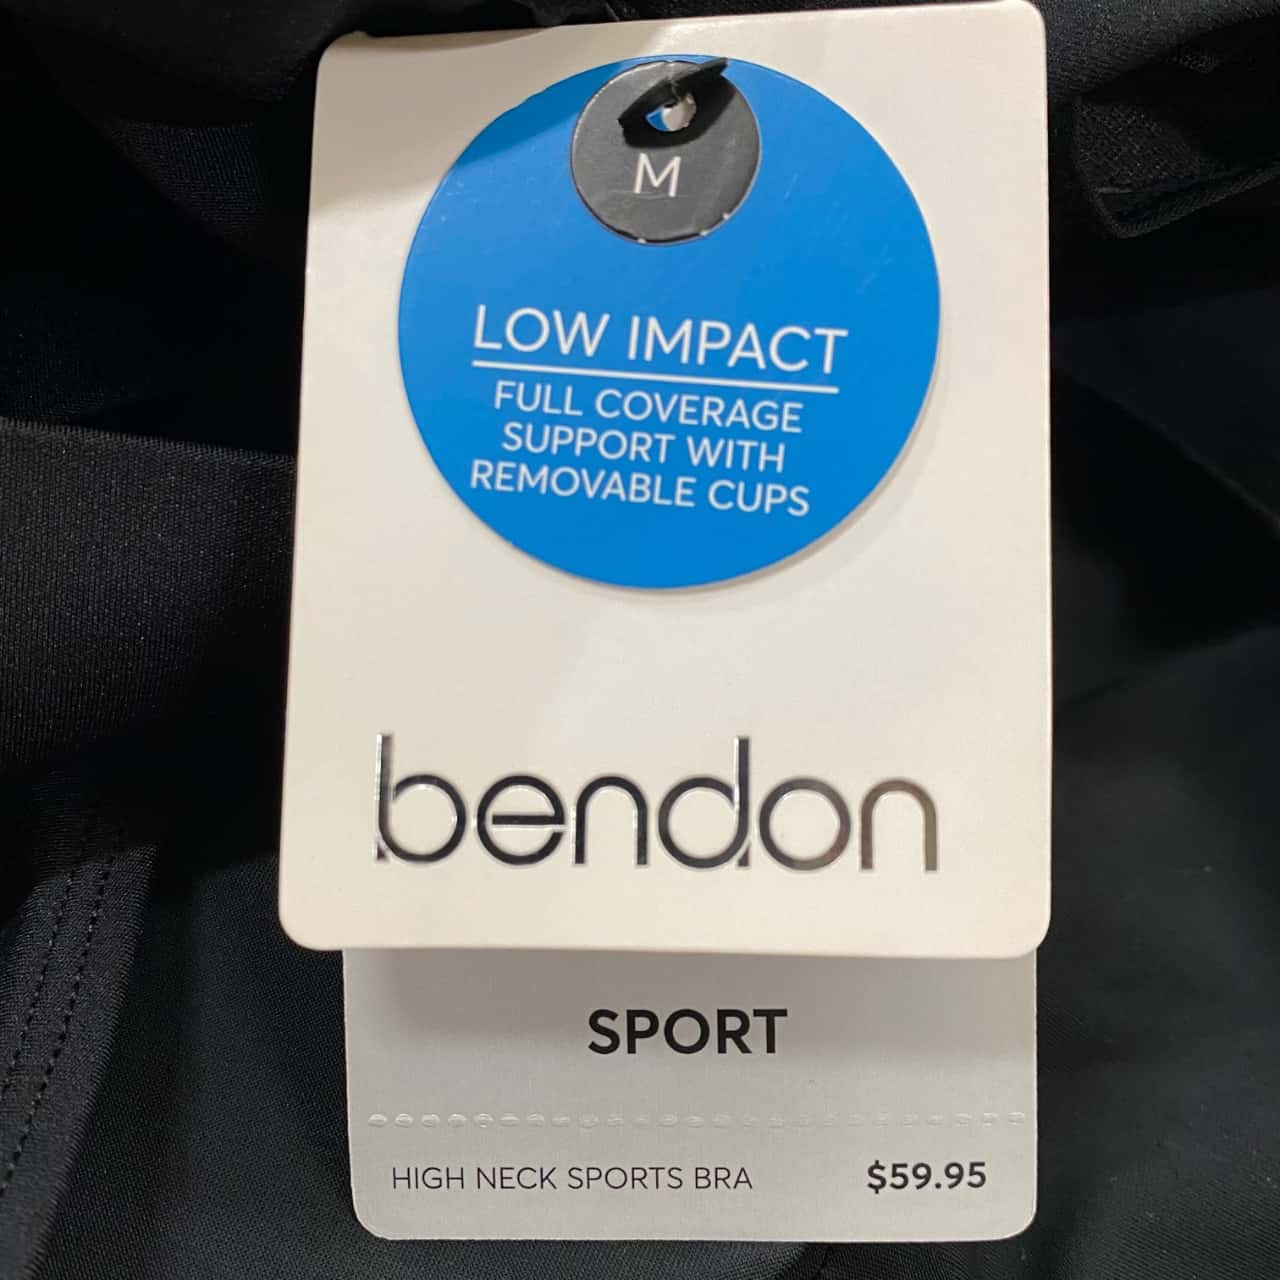 M
LOW IMPACT
FULL COVERAGE
SUPPORT WITH
REMOVABLE CUPS
bendon
SPORT
HIGH NECK SPORTS BRA $59.95